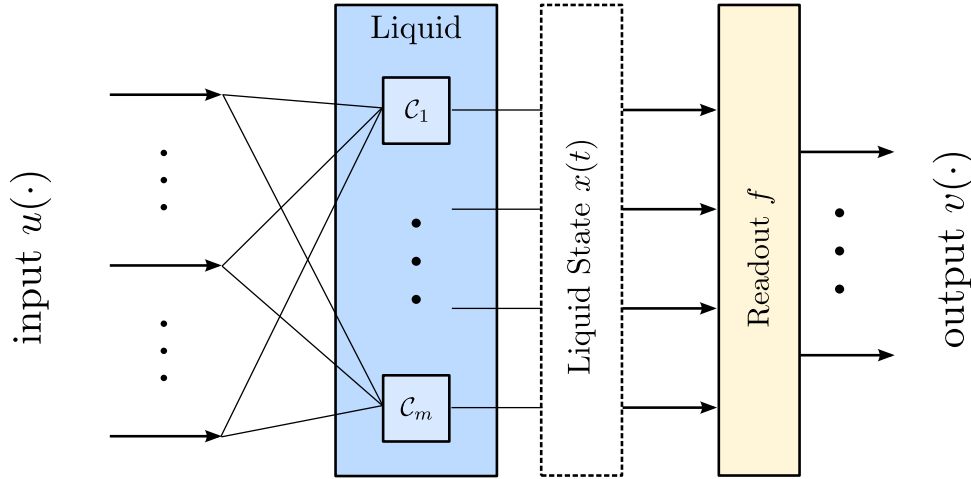 input u(·)
Liquid
C₁
Cₘ
Liquid State x(t)
Readout f
output v(·)